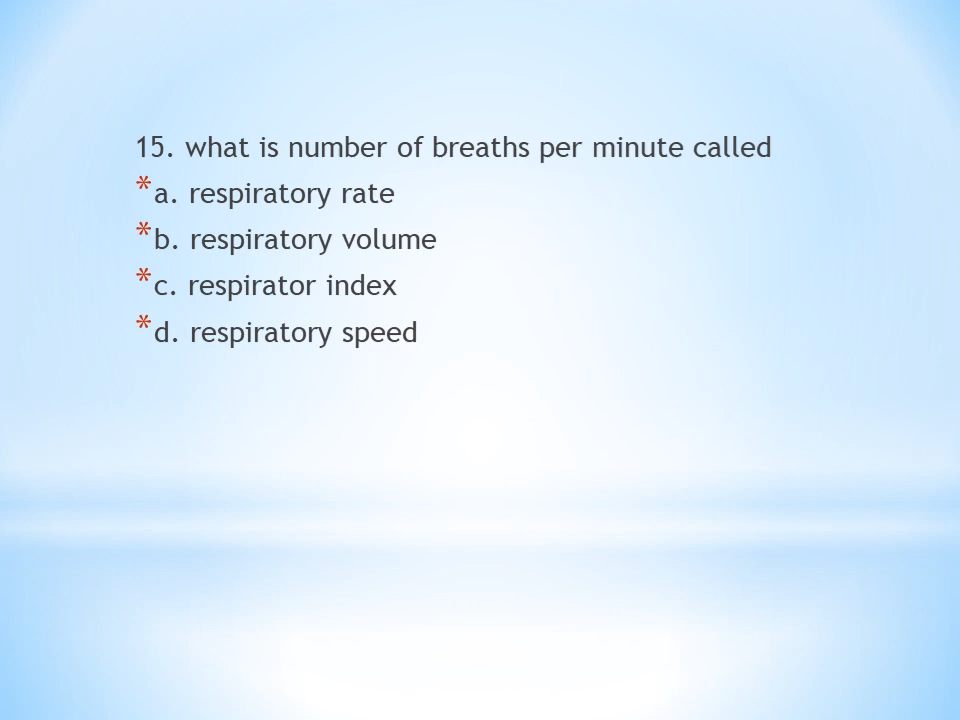 15. what is number of breaths per minute called
*a. respiratory rate
*b. respiratory volume
*c. respirator index
*d. respiratory speed